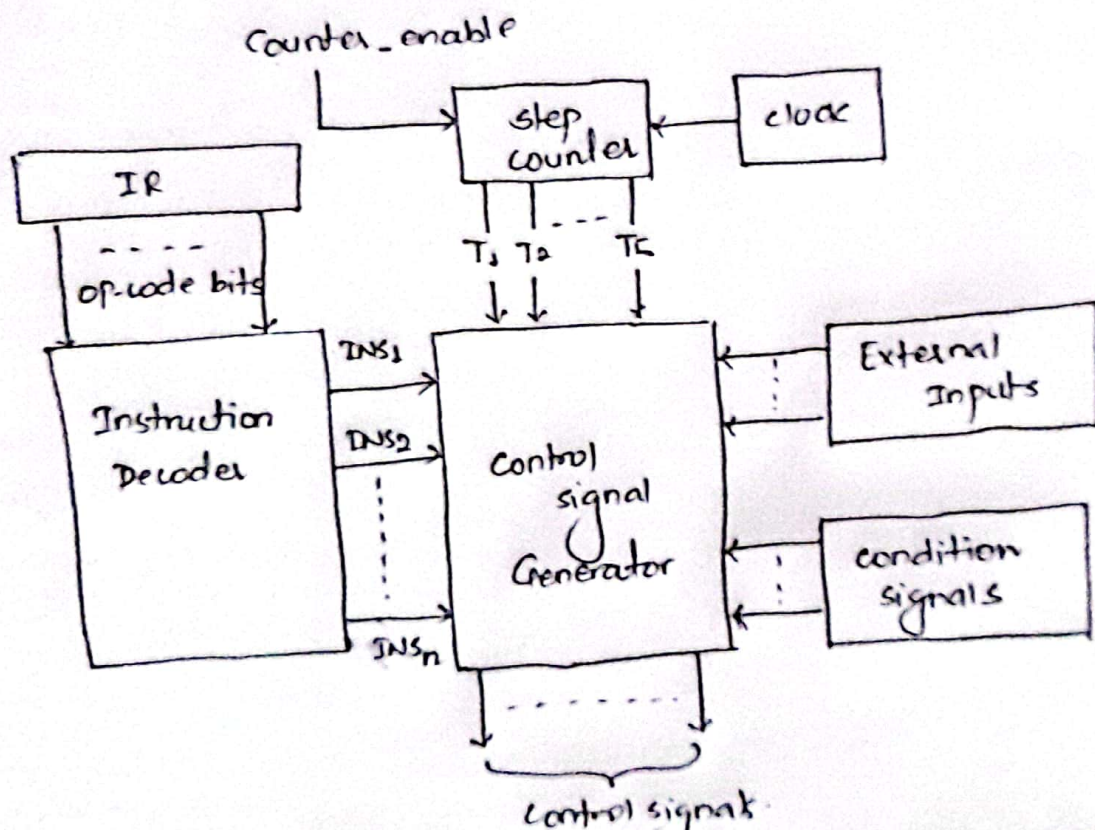 Counter_enable
step
counter
clock
IR
T1 T2 T5
op-code bits
INS1
External
Inputs
Instruction
Decoder
INS2
control
signal
Generator
condition
signals
INSn
control signals.